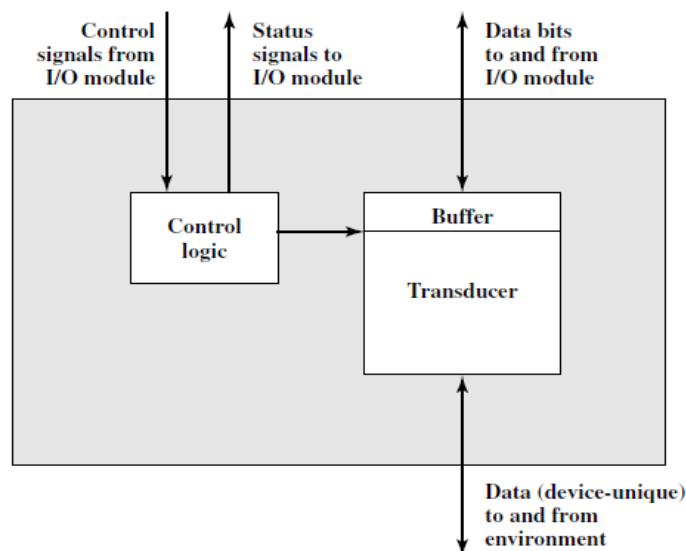 Control
signals from
I/O module
Status
signals to
I/O module
Data bits
to and from
I/O module
Control
logic
Buffer
Transducer
Data (device-unique)
to and from
environment